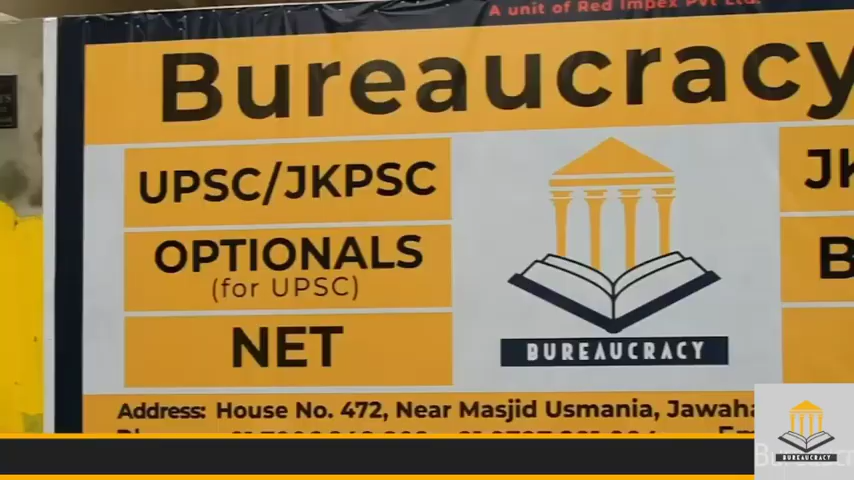 A unit of Red Impex Pvt Ltd.
Bureaucracy
UPSC/JKPSC
OPTIONALS
(for UPSC)
NET
BUREAUCRACY
Address: House No. 472, Near Masjid Usmania,
BUREAUCRACY